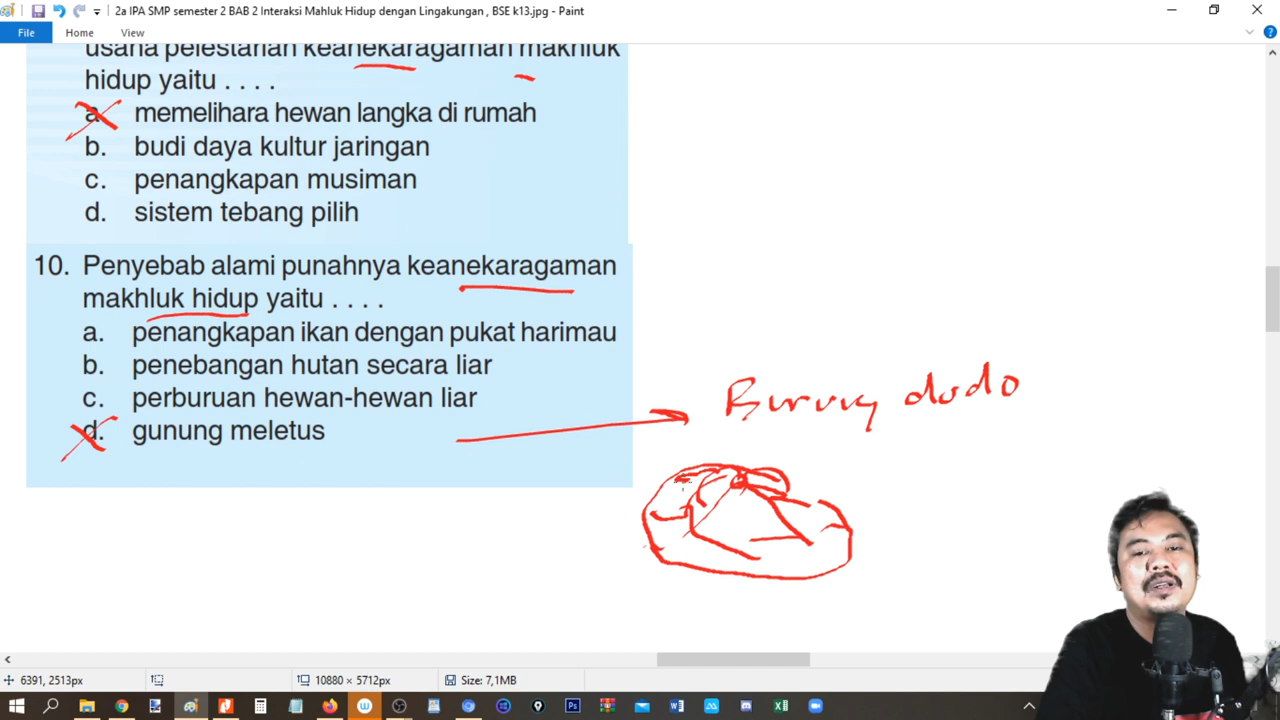 2a IPA SMP semester 2 BAB 2 Interaksi Mahluk Hidup dengan Lingakungan , BSE k13.jpg - Paint
File Home View
usaha pelestarian keanekaragaman makhluk
hidup yaitu . . . .
a. memelihara hewan langka di rumah
b. budi daya kultur jaringan
c. penangkapan musiman
d. sistem tebang pilih
10. Penyebab alami punahnya keanekaragaman
makhluk hidup yaitu . . . .
a. penangkapan ikan dengan pukat harimau
b. penebangan hutan secara liar
c. perburuan hewan-hewan liar
d. gunung meletus
Burung dodo
6391, 2513px
10880 × 5712px
Size: 7,1MB